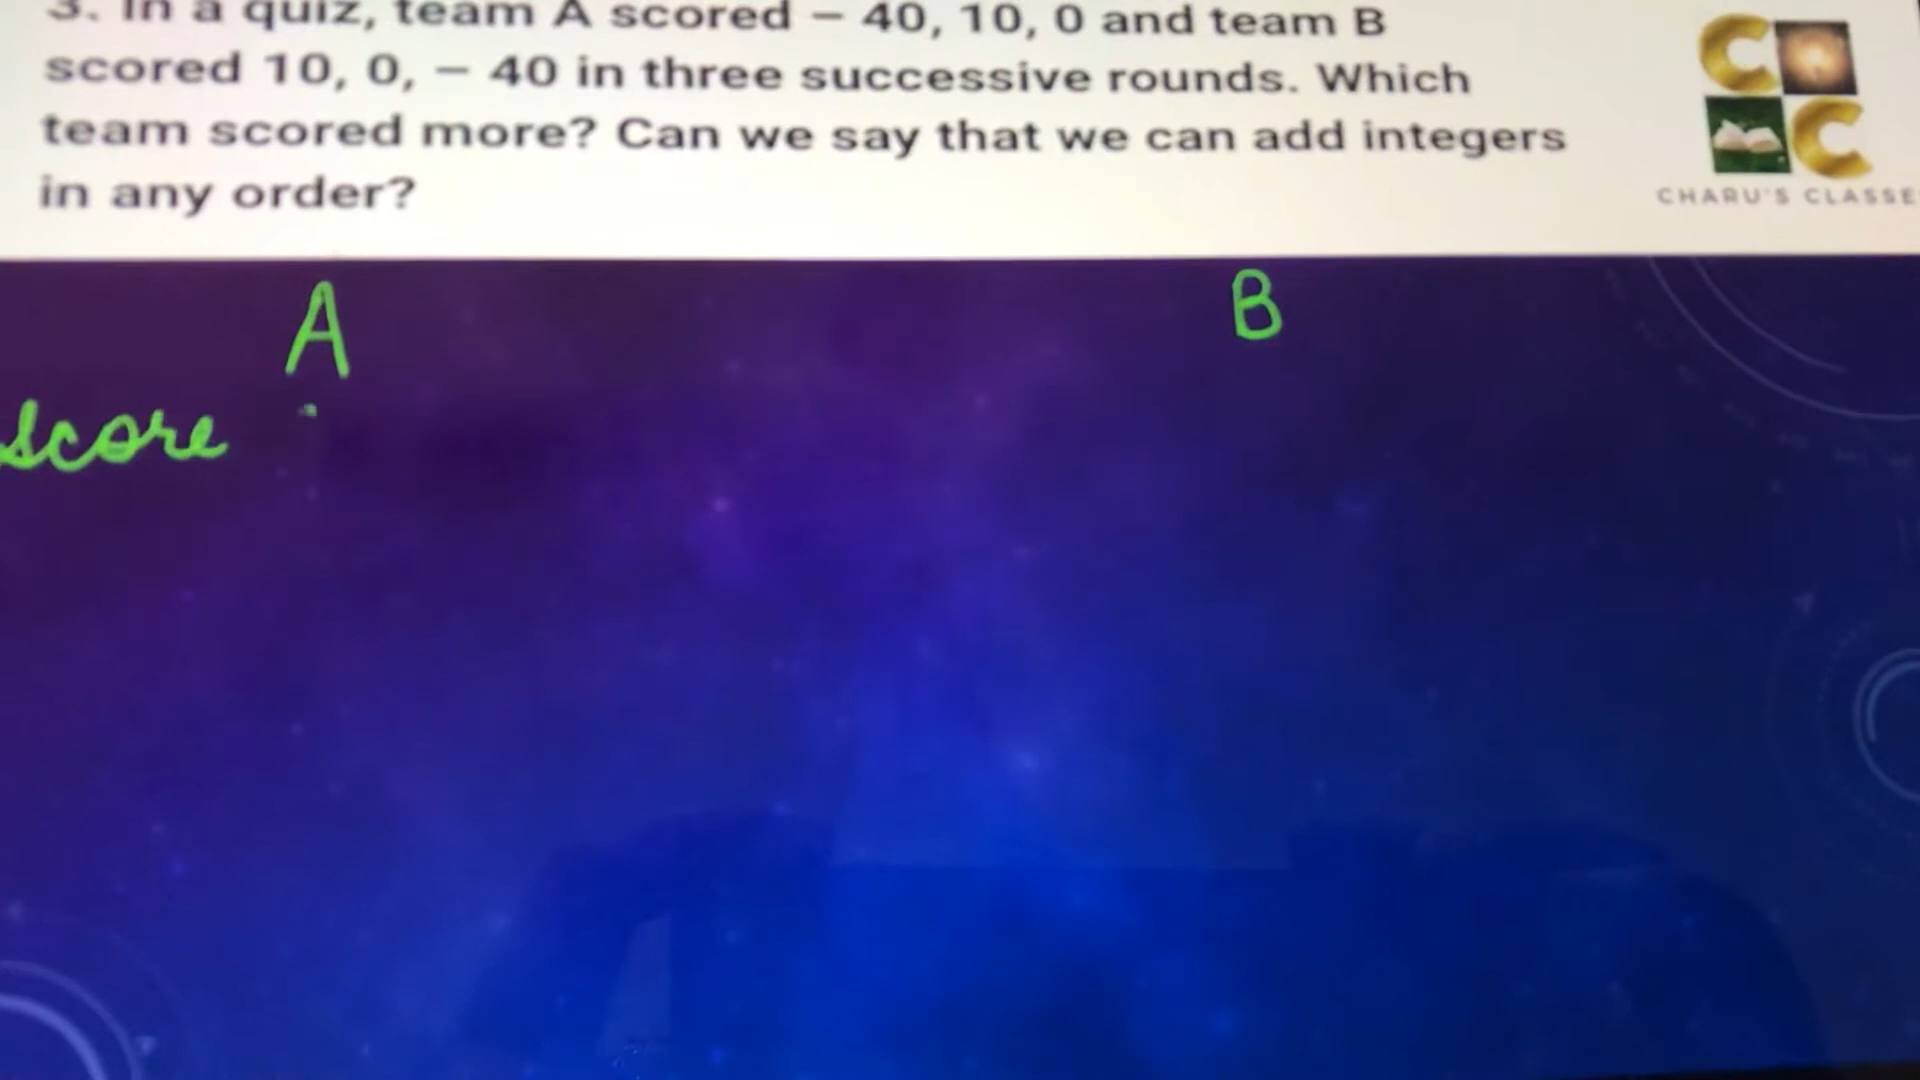 3. In a quiz, team A scored – 40, 10, 0 and team B
scored 10, 0, – 40 in three successive rounds. Which
team scored more? Can we say that we can add integers
in any order?
CHARU'S CLASSE
A
B
Score